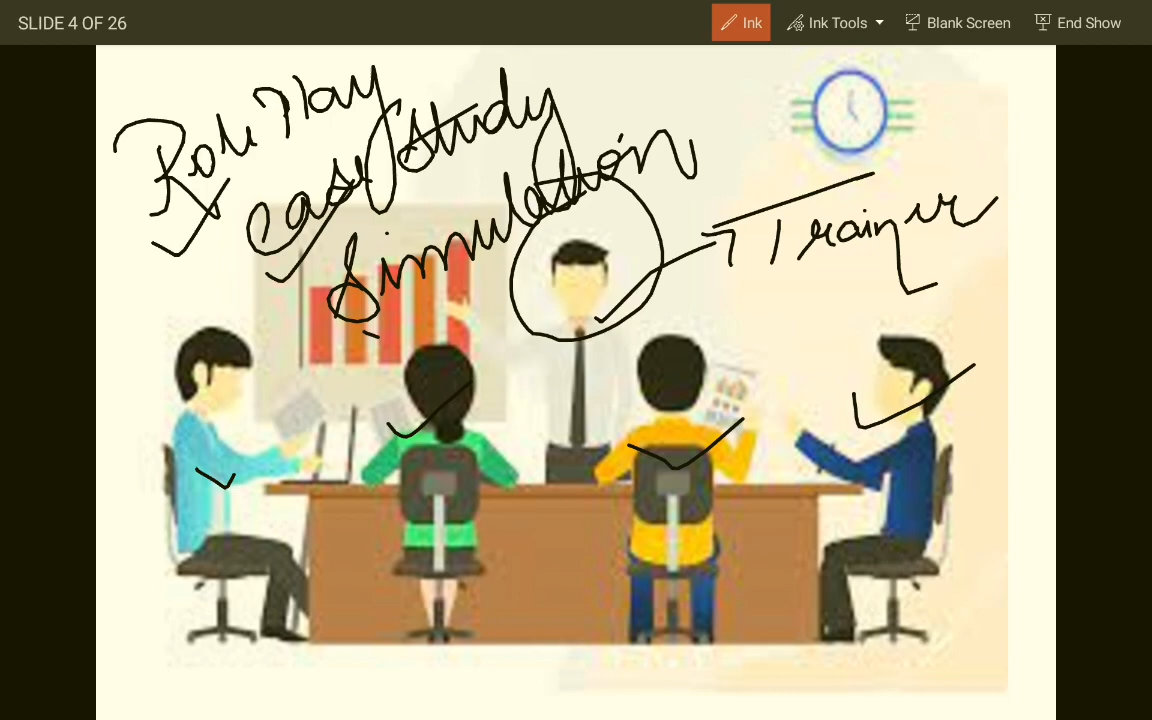 SLIDE 4 OF 26
Ink
Ink Tools
Blank Screen
End Show
Role Play
case study
Simulation
Trainer